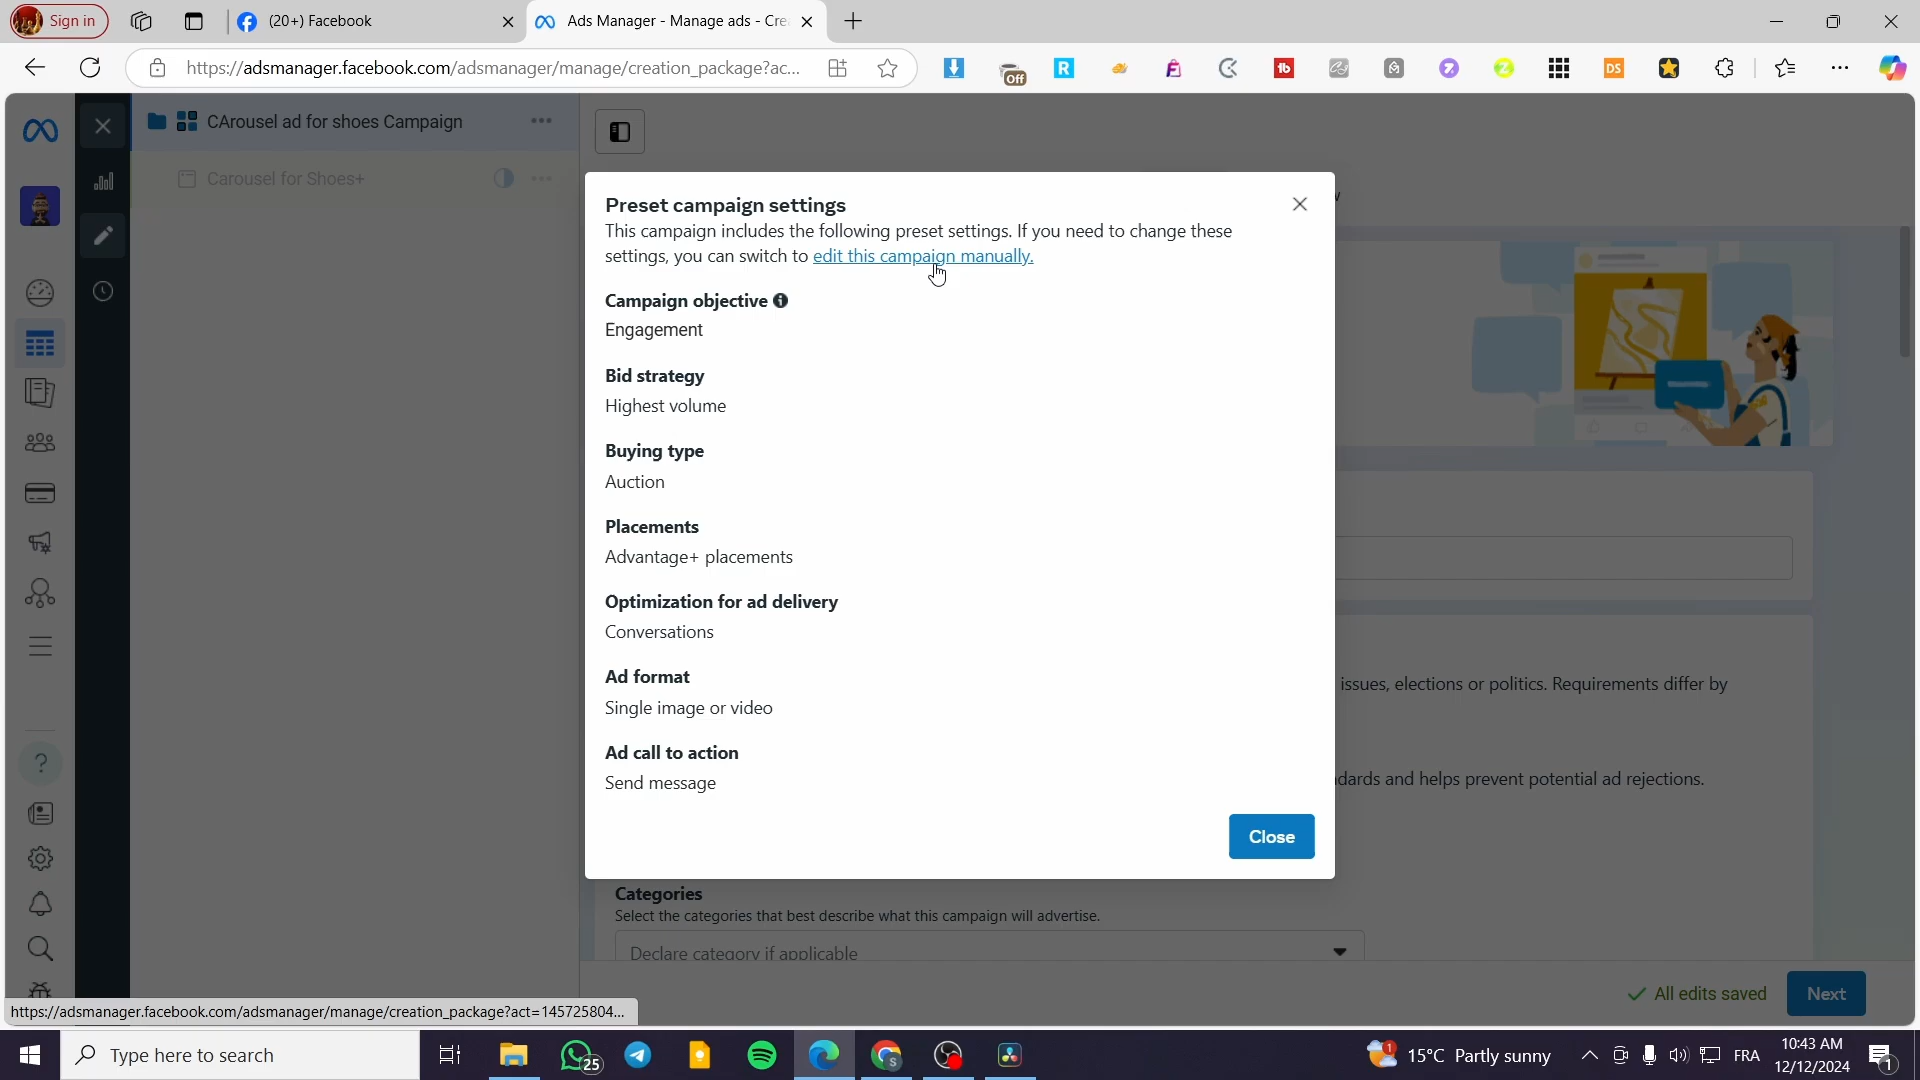 Sign in
(20+) Facebook
Ads Manager - Manage ads - Cre
https://adsmanager.facebook.com/adsmanager/manage/creation_package?ac...
Off
R
tb
DS
CArousel ad for shoes Campaign
Carousel for Shoes+
Preset campaign settings
This campaign includes the following preset settings. If you need to change these
settings, you can switch to edit this campaign manually.
Campaign objective
Engagement
Bid strategy
Highest volume
Buying type
Auction
Placements
Advantage+ placements
Optimization for ad delivery
Conversations
Ad format
Single image or video
issues, elections or politics. Requirements differ by
Ad call to action
Send message
dards and helps prevent potential ad rejections.
Close
Categories
Select the categories that best describe what this campaign will advertise.
Declare category if applicable
All edits saved
Next
https://adsmanager.facebook.com/adsmanager/manage/creation_package?act=145725804...
Type here to search
25
15°C Partly sunny
FRA
10:43 AM
12/12/2024
1